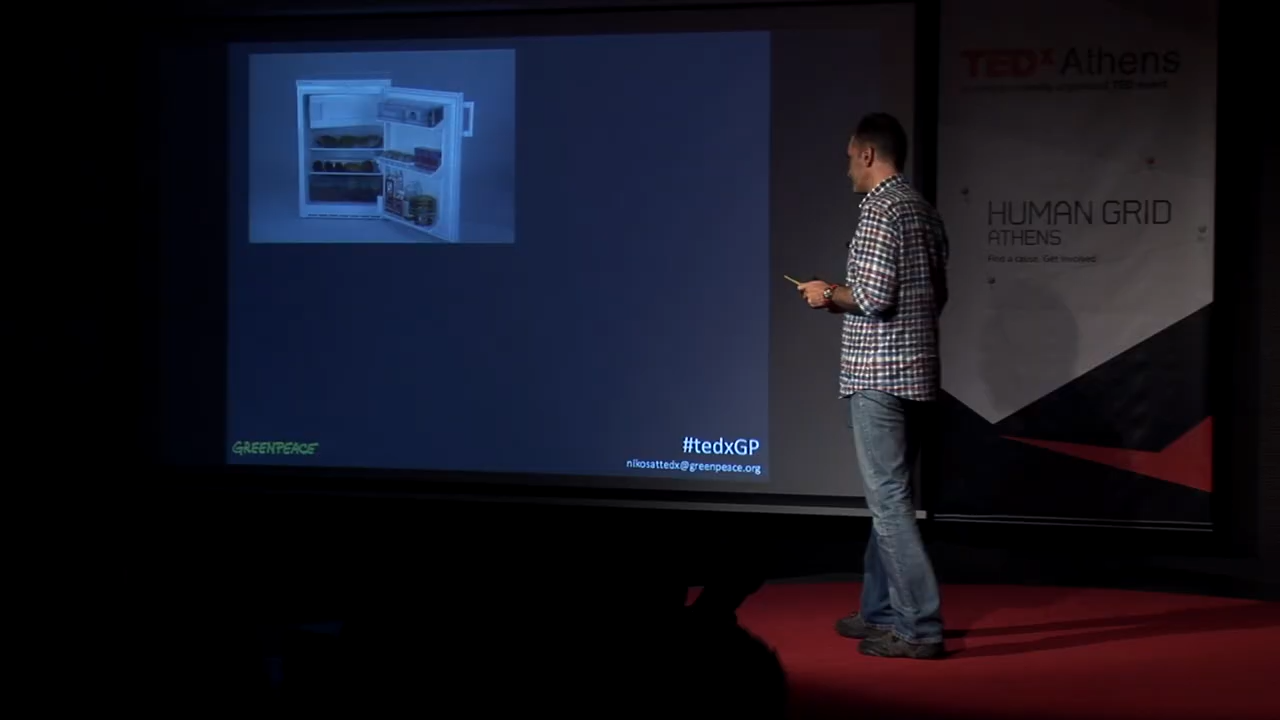 GREENPEACE
#tedxGP
nikosattedx@greenpeace.org
TEDx Athens
HUMAN GRID
ATHENS
Find a cause. Get involved